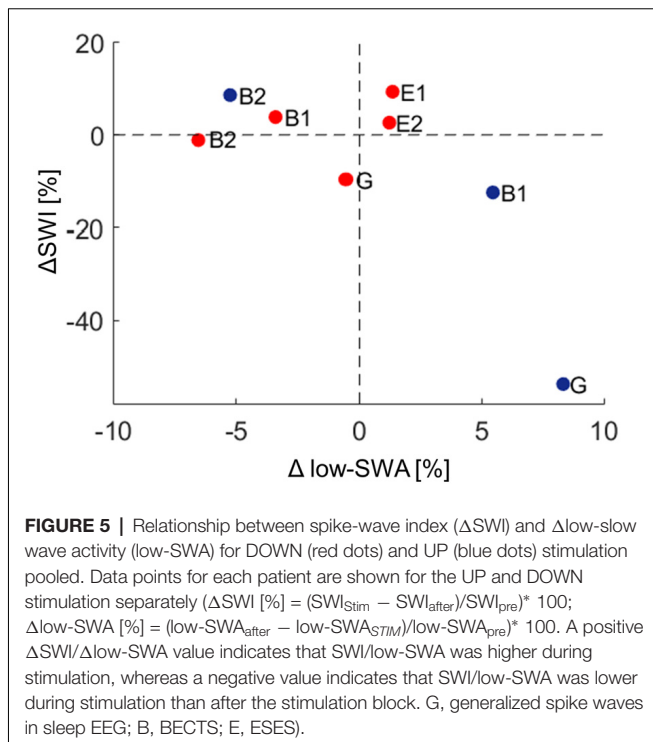 20
0
-20
-40
ΔSWI [%]
B2
B1
B2
E1
E2
G
B1
G
-10
-5
0
5
10
Δ low-SWA [%]
FIGURE 5 | Relationship between spike-wave index (ΔSWI) and Δlow-slow
wave activity (low-SWA) for DOWN (red dots) and UP (blue dots) stimulation
pooled. Data points for each patient are shown for the UP and DOWN
stimulation separately (ΔSWI [%] = (SWIStim − SWIafter)/SWIpre)* 100;
Δlow-SWA [%] = (low-SWAafter − low-SWASTIM)/low-SWApre)* 100. A positive
ΔSWI/Δlow-SWA value indicates that SWI/low-SWA was higher during
stimulation, whereas a negative value indicates that SWI/low-SWA was lower
during stimulation than after the stimulation block. G, generalized spike waves
in sleep EEG; B, BECTS; E, ESES).